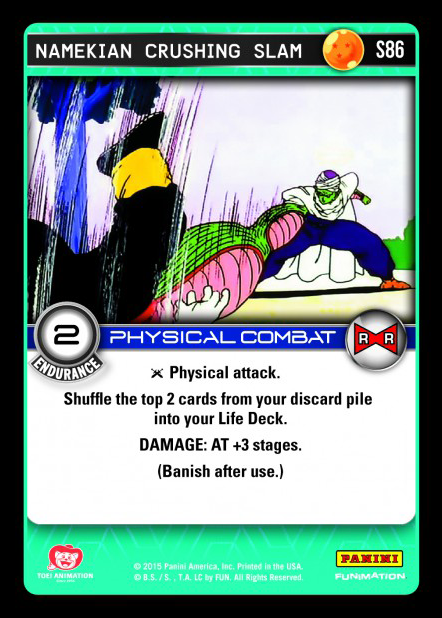 NAMEKIAN CRUSHING SLAM S86
2
ENDURANCE
PHYSICAL COMBAT
R R
Physical attack.
Shuffle the top 2 cards from your discard pile
into your Life Deck.
DAMAGE: AT +3 stages.
(Banish after use.)
TOEI ANIMATION
© 2015 Panini America, Inc. Printed in the USA.
© B.S./S., T.A. LC by FUN. All Rights Reserved.
PANINI
FUNIMATION